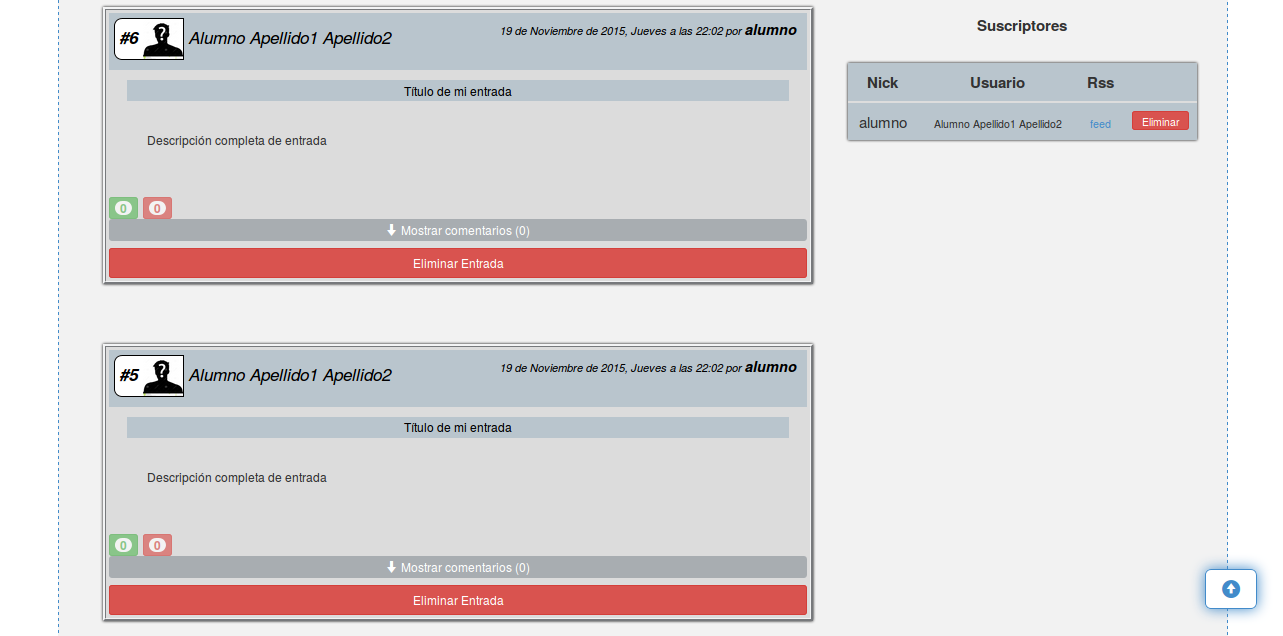 #6 Alumno Apellido1 Apellido2 19 de Noviembre de 2015, Jueves a las 22:02 por alumno
Título de mi entrada
Descripción completa de entrada
0 0
Mostrar comentarios (0)
Eliminar Entrada
#5 Alumno Apellido1 Apellido2 19 de Noviembre de 2015, Jueves a las 22:02 por alumno
Título de mi entrada
Descripción completa de entrada
0 0
Mostrar comentarios (0)
Eliminar Entrada
Suscriptores
Nick Usuario Rss
alumno Alumno Apellido1 Apellido2 feed Eliminar